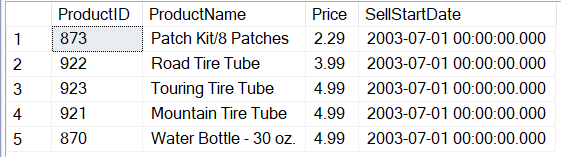 ProductID ProductName Price SellStartDate
1 873 Patch Kit/8 Patches 2.29 2003-07-01 00:00:00.000
2 922 Road Tire Tube 3.99 2003-07-01 00:00:00.000
3 923 Touring Tire Tube 4.99 2003-07-01 00:00:00.000
4 921 Mountain Tire Tube 4.99 2003-07-01 00:00:00.000
5 870 Water Bottle - 30 oz. 4.99 2003-07-01 00:00:00.000